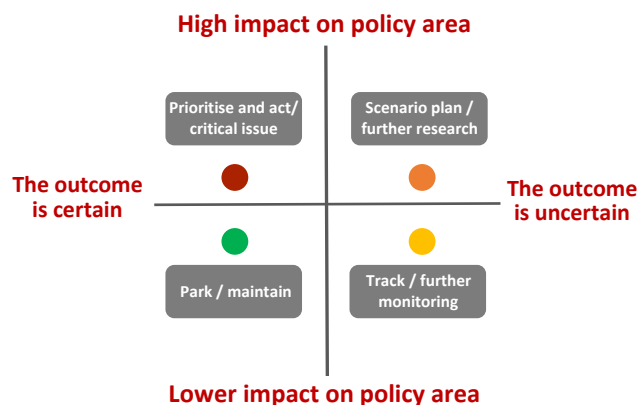 High impact on policy area
Prioritise and act/
critical issue
Scenario plan /
further research
The outcome
is certain
The outcome
is uncertain
Park / maintain
Track / further
monitoring
Lower impact on policy area